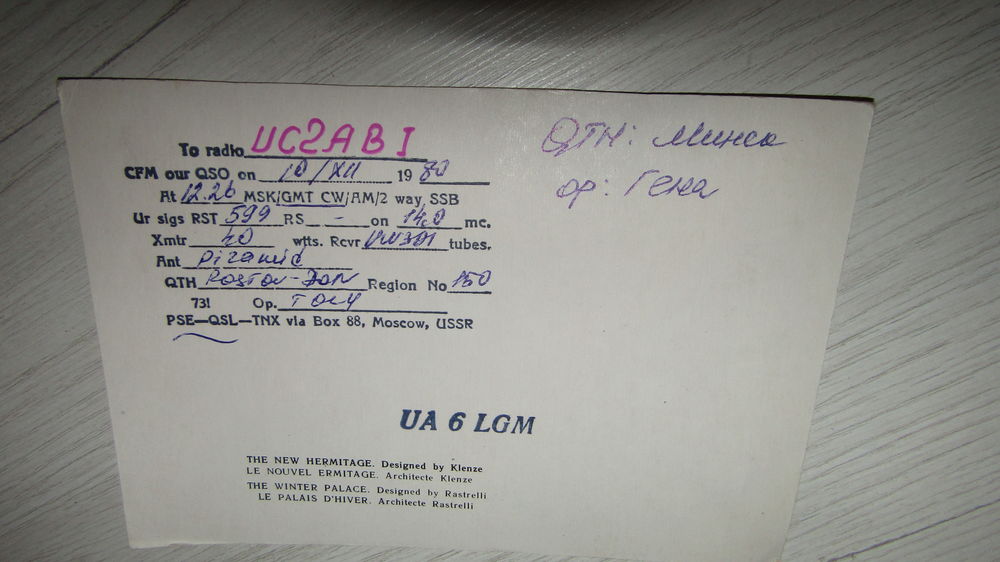 To radio UC2ABI
CFM our QSO on 10/XII 1980
At 12.26 MSK/GMT CW/AM/2 way SSB
Ur sigs RST 599 RS - on 14,0 mc.
Xmtr 40 wtts. Rcvr tubes.
Ant
QTH Rostov-Don Region No 150
73! Op.
PSE—QSL—TNX via Box 88, Moscow, USSR
QTH: Минск
op: Гена
UA 6 LGM
THE NEW HERMITAGE. Designed by Klenze
LE NOUVEL ERMITAGE. Architecte Klenze
THE WINTER PALACE. Designed by Rastrelli
LE PALAIS D'HIVER. Architecte Rastrelli